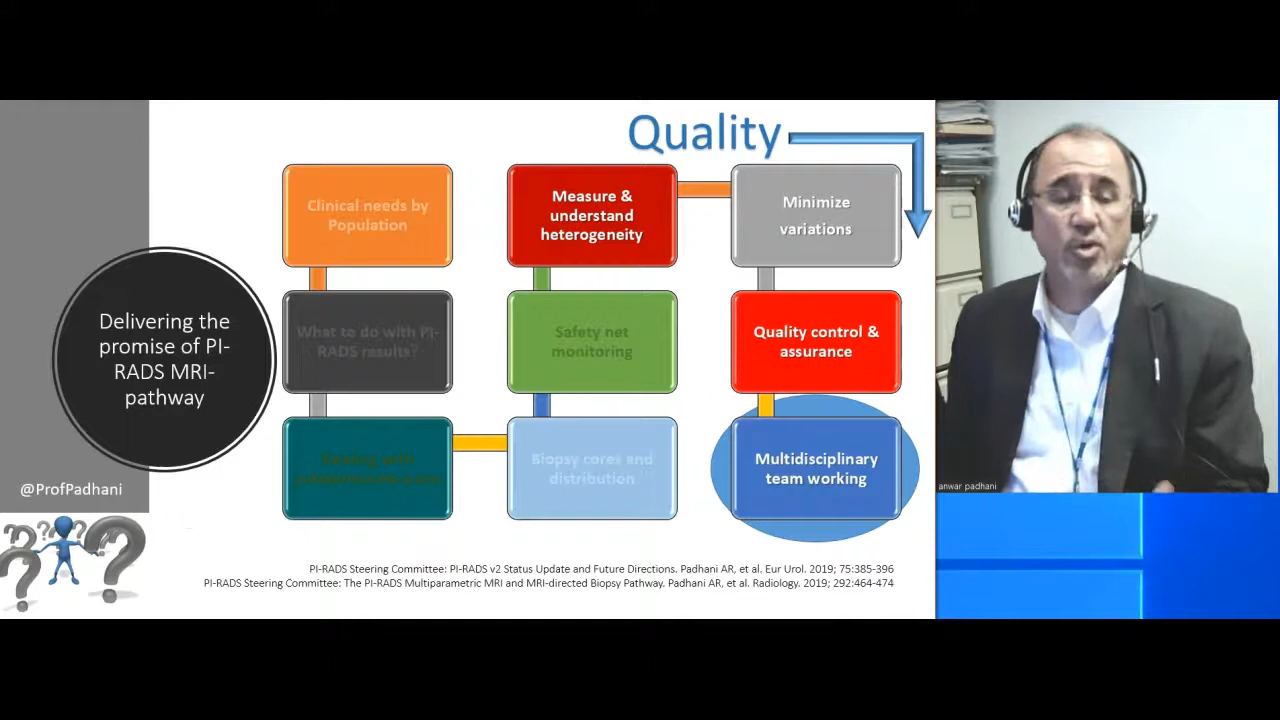 Quality
Clinical needs by
Population
Measure &
understand
heterogeneity
Minimize
variations
Delivering the
promise of PI-
RADS MRI-
pathway
What to do with PI-
RADS results?
Safety net
monitoring
Quality control &
assurance
Biopsy cores and
distribution
Multidisciplinary
team working
@ProfPadhani
anwar padhani
PI-RADS Steering Committee: PI-RADS v2 Status Update and Future Directions. Padhani AR, et al. Eur Urol. 2019; 75:385-396
PI-RADS Steering Committee: The PI-RADS Multiparametric MRI and MRI-directed Biopsy Pathway. Padhani AR, et al. Radiology. 2019; 292:464-474